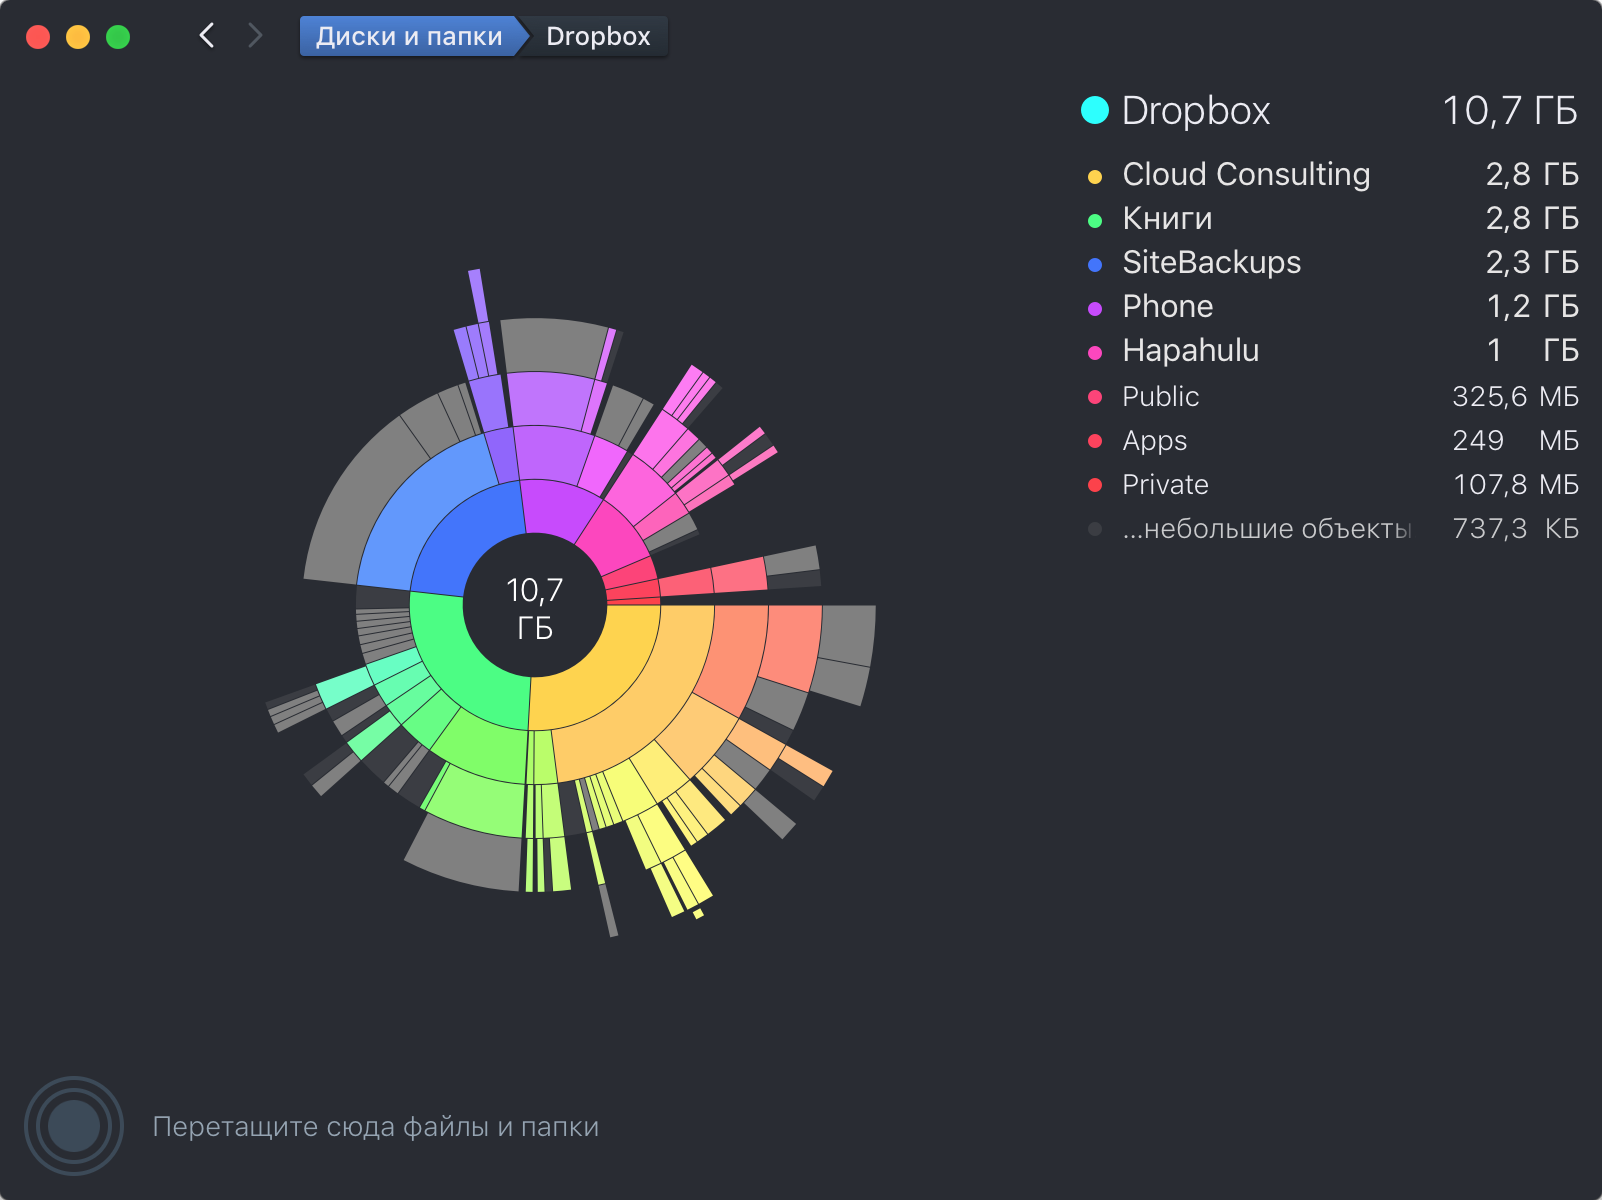 Диски и папки Dropbox
Dropbox 10,7 ГБ
Cloud Consulting 2,8 ГБ
Книги 2,8 ГБ
SiteBackups 2,3 ГБ
Phone 1,2 ГБ
Hapahulu 1 ГБ
Public 325,6 МБ
Apps 249 МБ
Private 107,8 МБ
...небольшие объекты 737,3 КБ
10,7
ГБ
Перетащите сюда файлы и папки